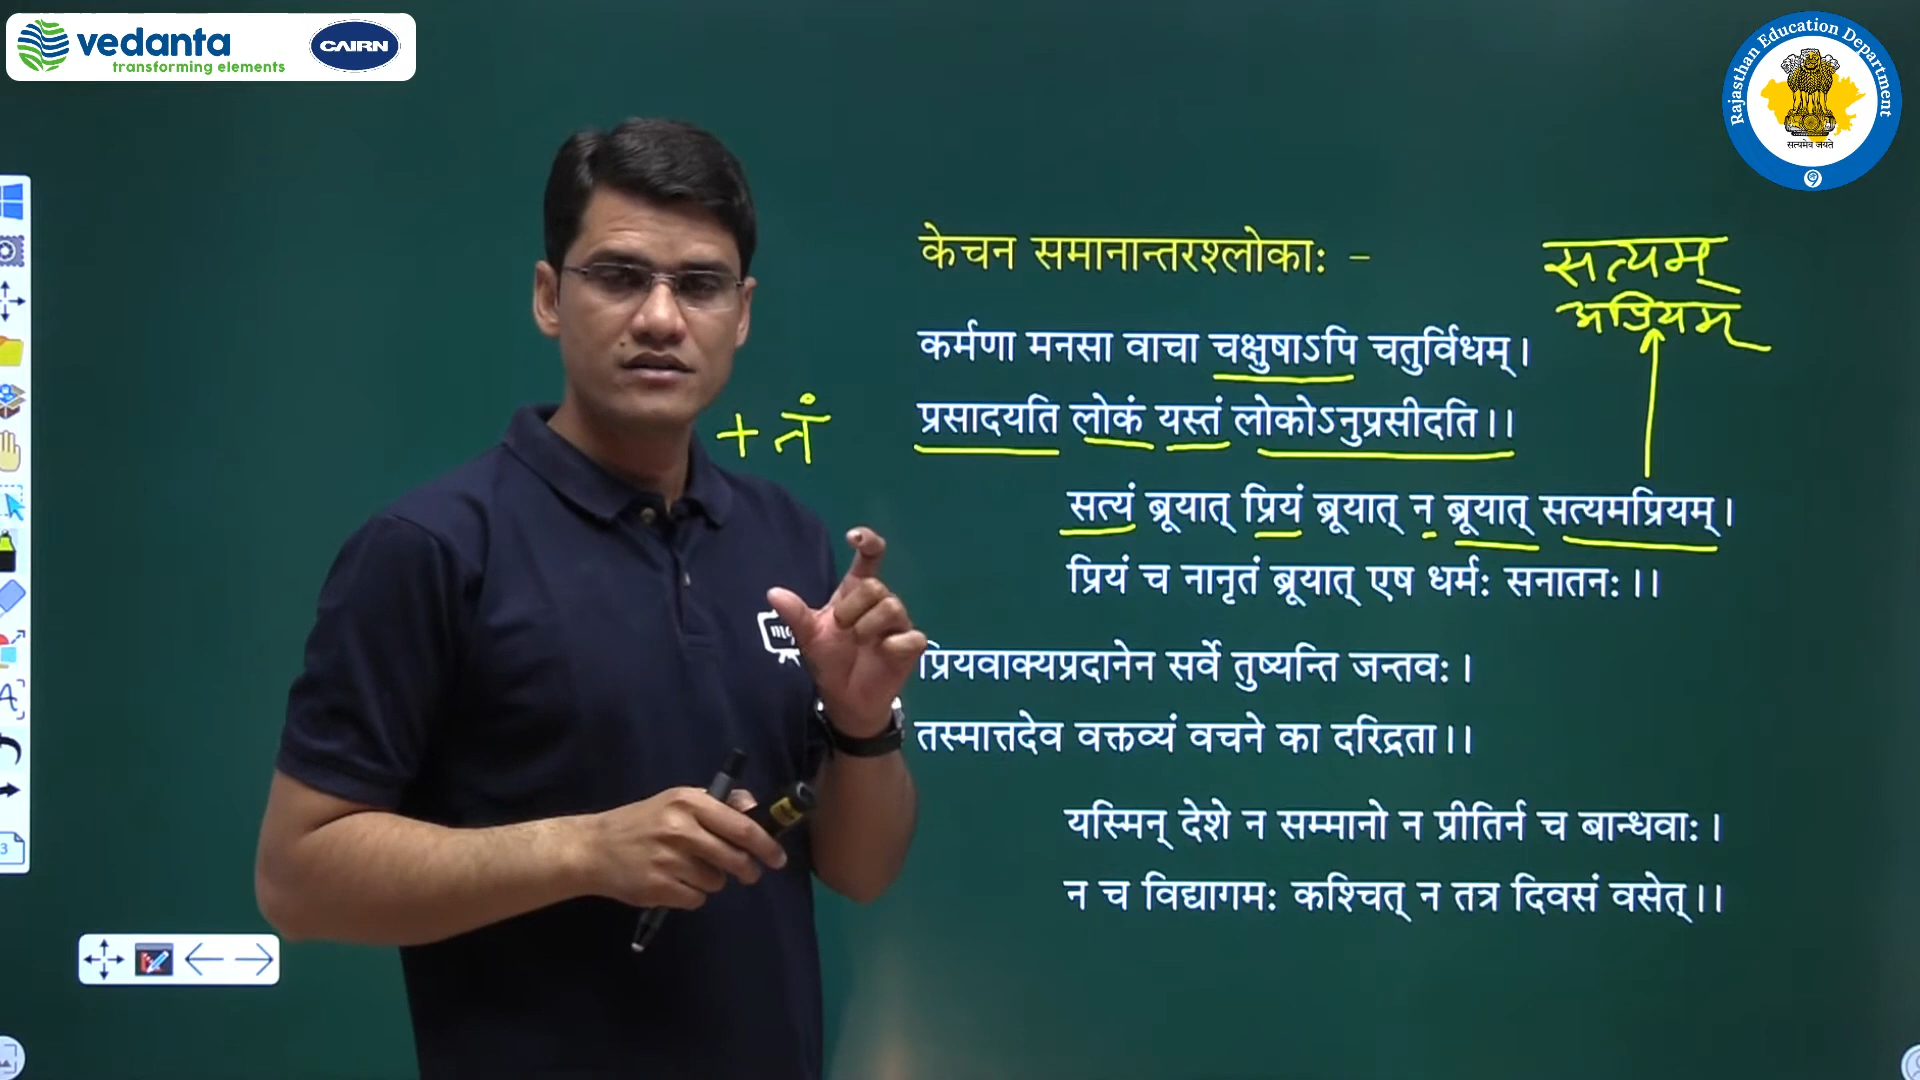 vedanta
transforming elements
CAIRN
Rajasthan Education Department
सत्यमेव जयते
केचन समानान्तरश्लोकाः –
सत्यम्
अप्रियम्
कर्मणा मनसा वाचा चक्षुषाऽपि चतुर्विधम्।
प्रसादयति लोकं यस्तं लोकोऽनुप्रसीदति।।
+ तं
सत्यं ब्रूयात् प्रियं ब्रूयात् न ब्रूयात् सत्यमप्रियम्।
प्रियं च नानृतं ब्रूयात् एष धर्मः सनातनः।।
प्रियवाक्यप्रदानेन सर्वे तुष्यन्ति जन्तवः।
तस्मात्तदेव वक्तव्यं वचने का दरिद्रता।।
यस्मिन् देशे न सम्मानो न प्रीतिर्न च बान्धवाः।
न च विद्यागमः कश्चित् न तत्र दिवसं वसेत्।।